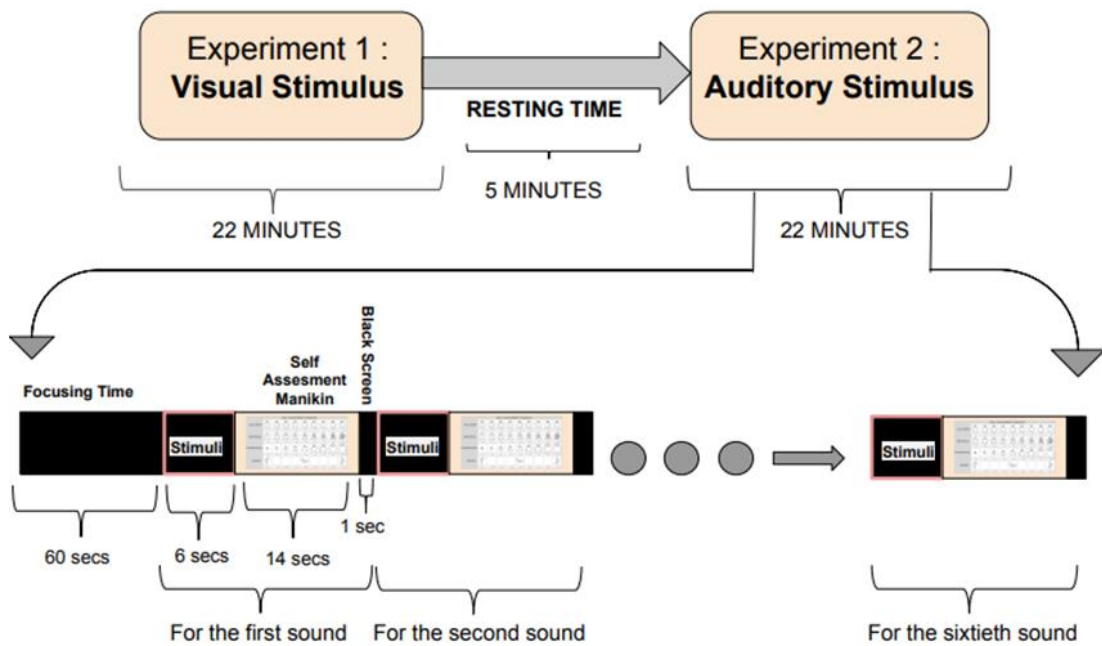 Experiment 1 :
Visual Stimulus
RESTING TIME
Experiment 2 :
Auditory Stimulus
22 MINUTES
5 MINUTES
22 MINUTES
Focusing Time
Self
Assesment
Manikin
Black Screen
Stimuli
Stimuli
Stimuli
60 secs
6 secs
14 secs
1 sec
For the first sound
For the second sound
For the sixtieth sound